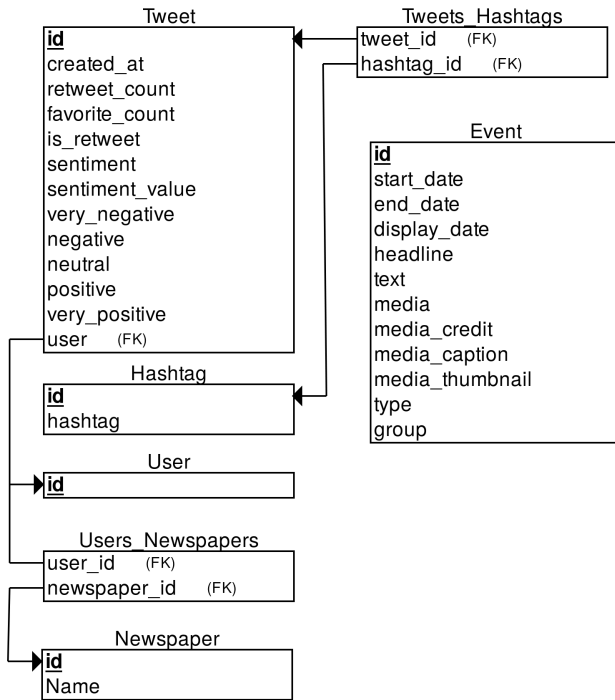 Tweet
id
created_at
retweet_count
favorite_count
is_retweet
sentiment
sentiment_value
very_negative
negative
neutral
positive
very_positive
user (FK)
Tweets_Hashtags
tweet_id (FK)
hashtag_id (FK)
Event
id
start_date
end_date
display_date
headline
text
media
media_credit
media_caption
media_thumbnail
type
group
Hashtag
id
hashtag
User
id
Users_Newspapers
user_id (FK)
newspaper_id (FK)
Newspaper
id
Name